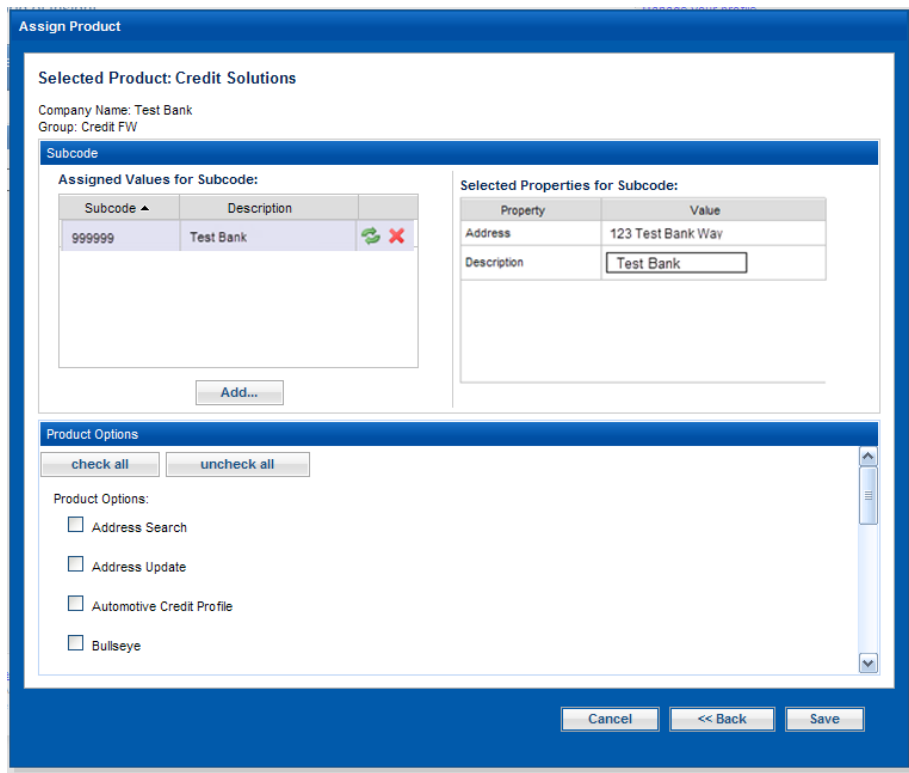 Manage your profile
Assign Product
Selected Product: Credit Solutions
Company Name: Test Bank
Group: Credit FW
Subcode
Assigned Values for Subcode:
Subcode Description
999999 Test Bank
Add...
Selected Properties for Subcode:
Property Value
Address 123 Test Bank Way
Description Test Bank
Product Options
check all uncheck all
Product Options:
Address Search
Address Update
Automotive Credit Profile
Bullseye
Cancel << Back Save